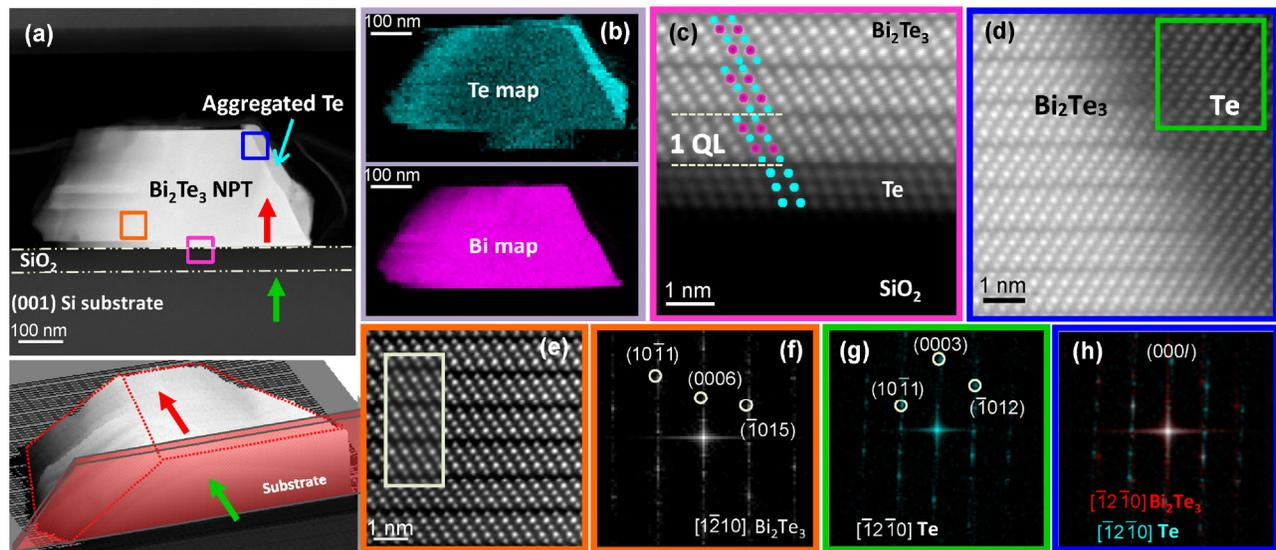 (a)
Aggregated Te
Bi₂Te₃ NPT
SiO₂
(001) Si substrate
100 nm
Substrate
100 nm
(b)
Te map
100 nm
Bi map
(c)
Bi₂Te₃
1 QL
Te
SiO₂
1 nm
(d)
Bi₂Te₃
Te
1 nm
(e)
1 nm
(f)
(101̄1)
(0006)
(1̄015)
[12̄10] Bi₂Te₃
(g)
(0003)
(101̄1)
(1̄012)
[1̄21̄0] Te
(h)
(000l)
[1̄21̄0] Bi₂Te₃
[1̄21̄0] Te